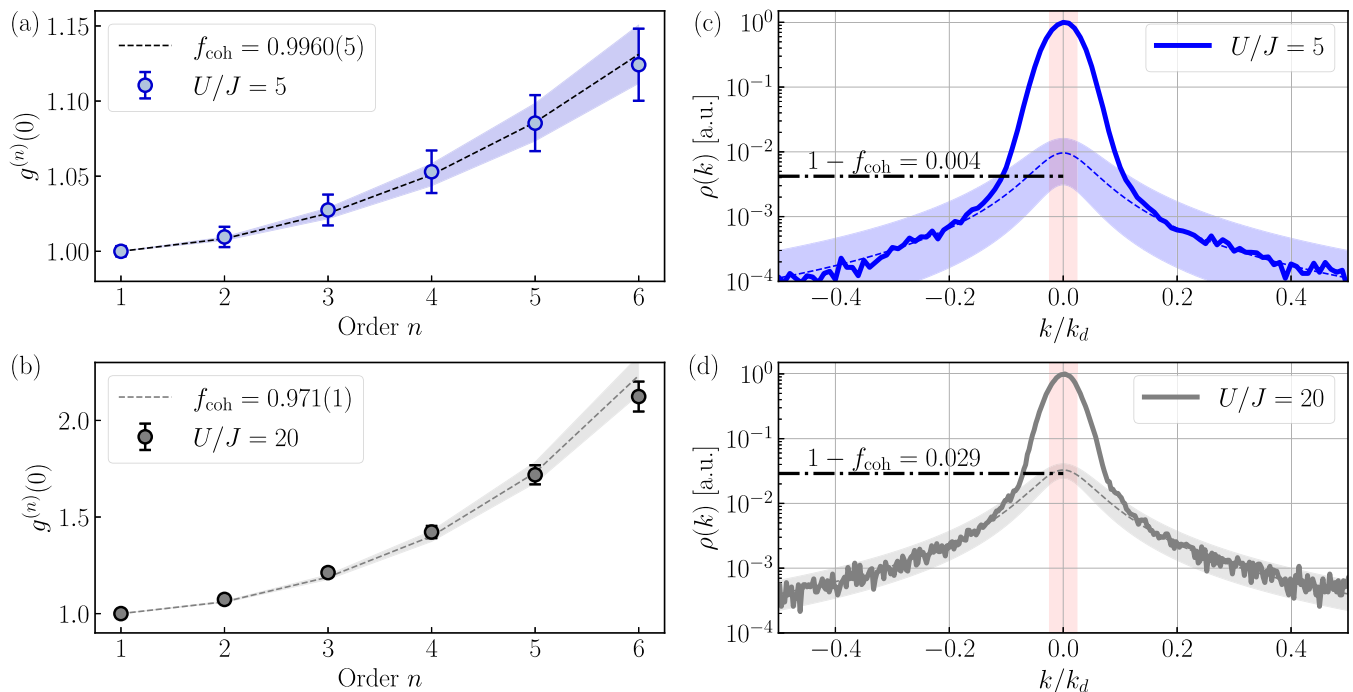 (a)
1.15
1.10
1.05
1.00
g^(n)(0)
f_coh = 0.9960(5)
U/J = 5
1 2 3 4 5 6
Order n
(c)
10^0
10^−1
10^−2
10^−3
10^−4
ρ(k) [a.u.]
U/J = 5
1 − f_coh = 0.004
−0.4 −0.2 0.0 0.2 0.4
k/k_d
(b)
2.0
1.5
1.0
g^(n)(0)
f_coh = 0.971(1)
U/J = 20
1 2 3 4 5 6
Order n
(d)
10^0
10^−1
10^−2
10^−3
10^−4
ρ(k) [a.u.]
U/J = 20
1 − f_coh = 0.029
−0.4 −0.2 0.0 0.2 0.4
k/k_d